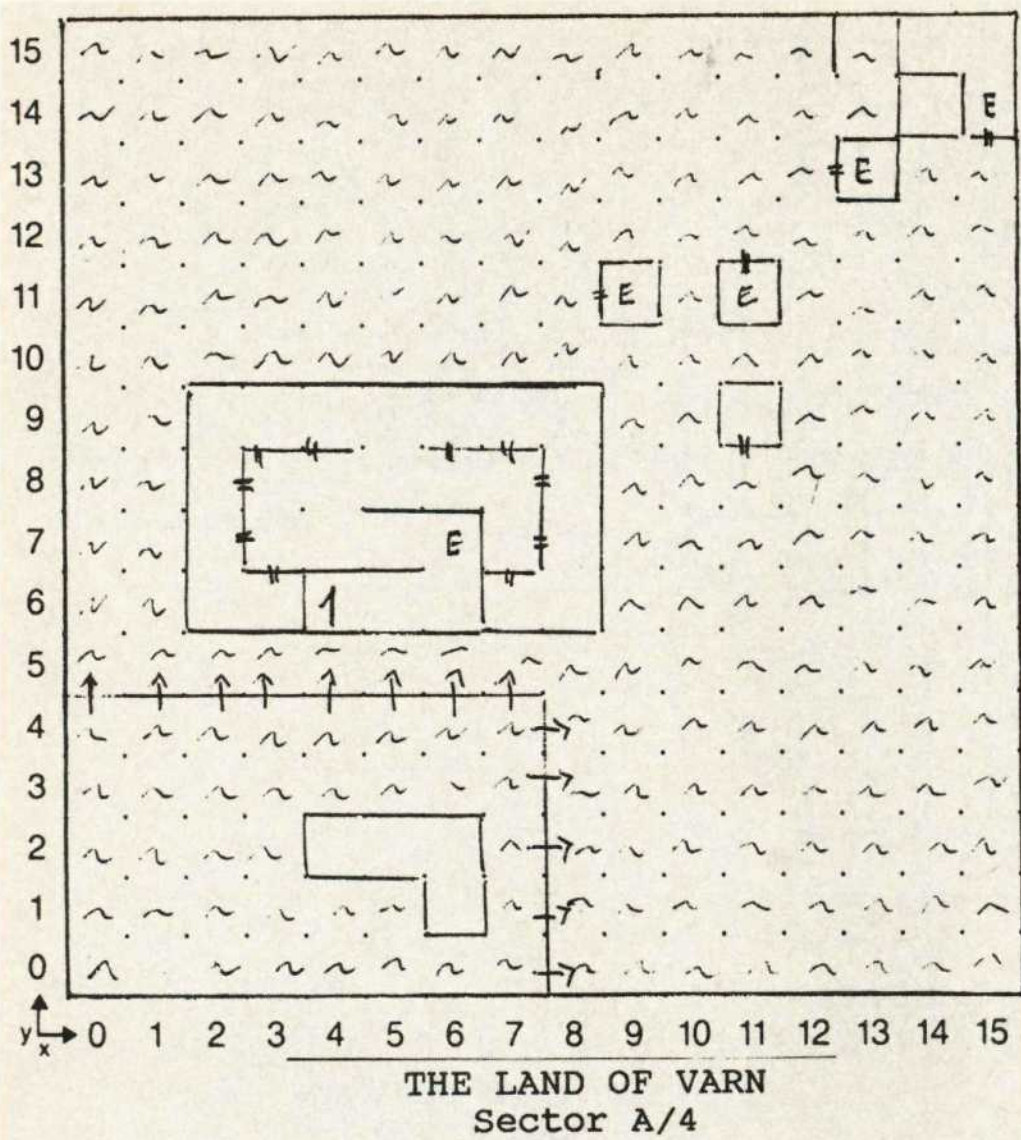 15
14 E
13 E
12
11 E E
10
9
8
7 E
6 1
5
4
3
2
1
0
y x 0 1 2 3 4 5 6 7 8 9 10 11 12 13 14 15
THE LAND OF VARN
Sector A/4